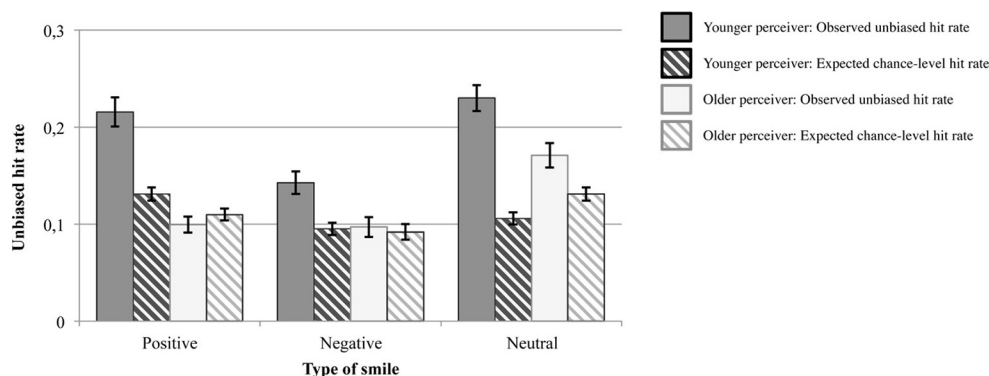 Unbiased hit rate
0,3
0,2
0,1
0
Positive
Negative
Neutral
Type of smile
Younger perceiver: Observed unbiased hit rate
Younger perceiver: Expected chance-level hit rate
Older perceiver: Observed unbiased hit rate
Older perceiver: Expected chance-level hit rate